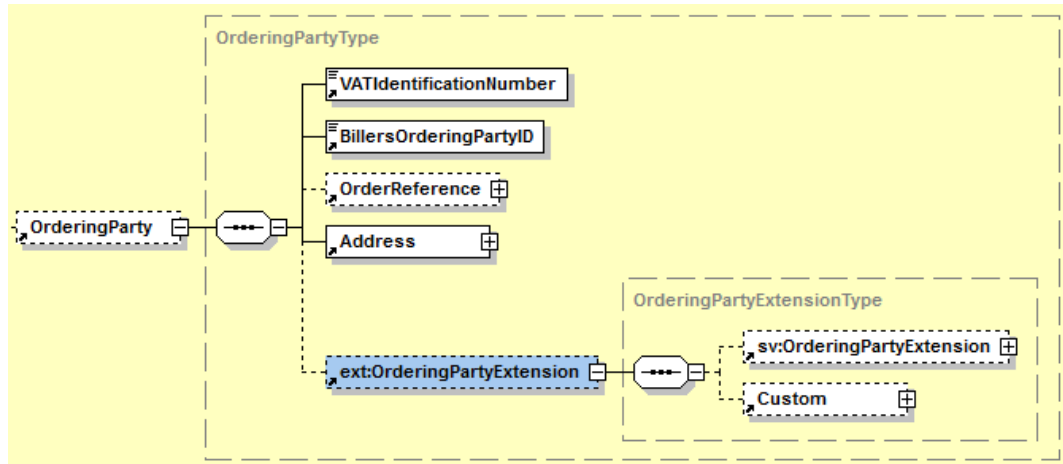 OrderingPartyType
VATIdentificationNumber
BillersOrderingPartyID
OrderReference
OrderingParty
Address
OrderingPartyExtensionType
sv:OrderingPartyExtension
ext:OrderingPartyExtension
Custom